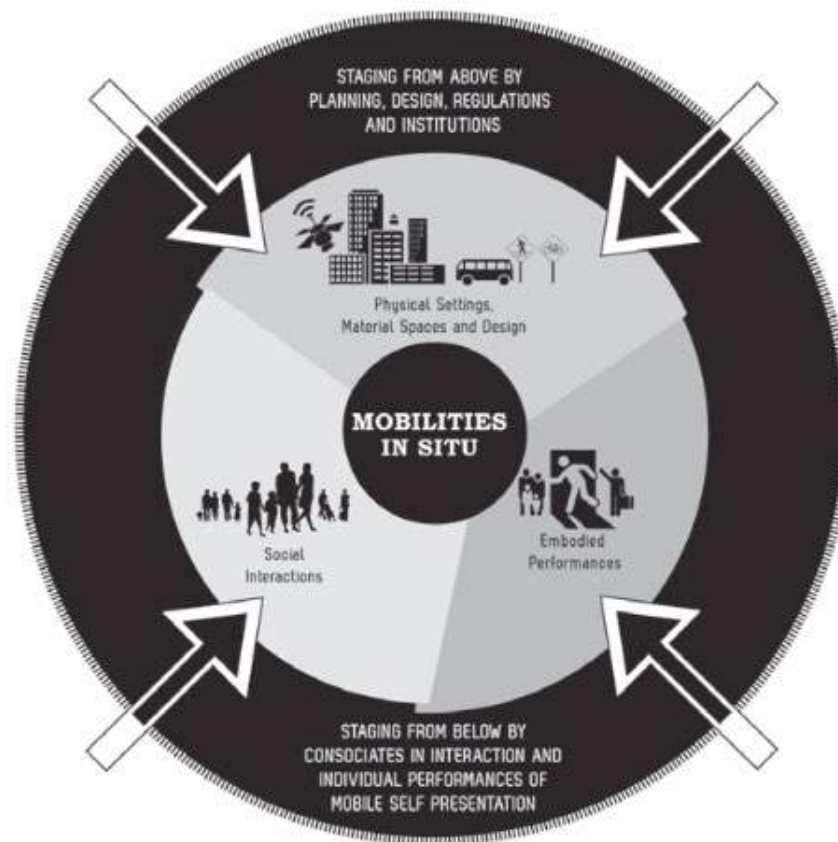 STAGING FROM ABOVE BY
PLANNING, DESIGN, REGULATIONS
AND INSTITUTIONS
Physical Settings,
Material Spaces and Design
MOBILITIES
IN SITU
Social
Interactions
Embodied
Performances
STAGING FROM BELOW BY
CONSOCIATES IN INTERACTION AND
INDIVIDUAL PERFORMANCES OF
MOBILE SELF PRESENTATION